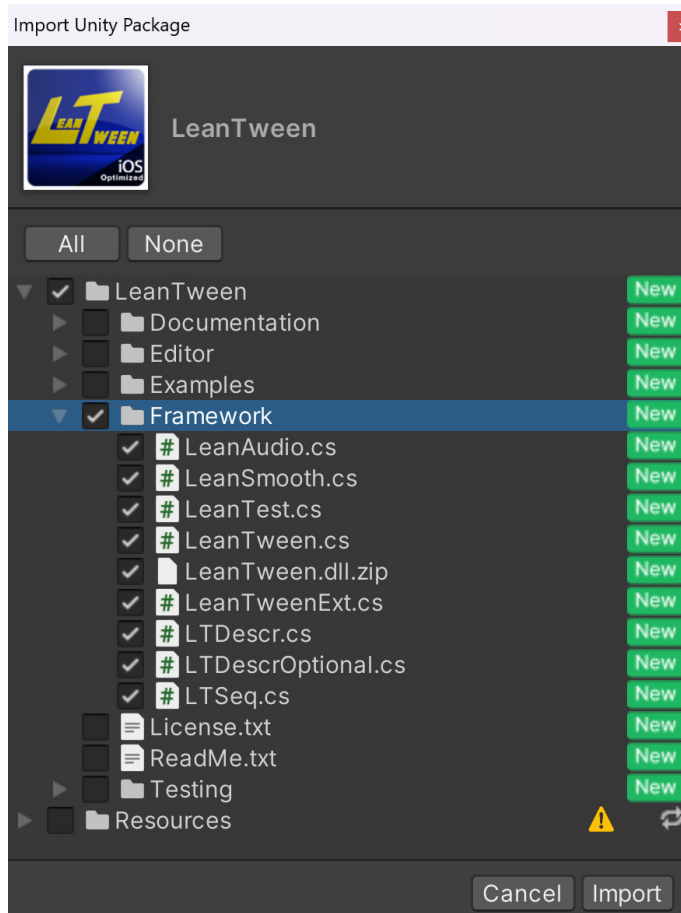 Import Unity Package
LEAN TWEEN
iOS
Optimized
LeanTween
All None
LeanTween New
Documentation New
Editor New
Examples New
Framework New
# LeanAudio.cs New
# LeanSmooth.cs New
# LeanTest.cs New
# LeanTween.cs New
LeanTween.dll.zip New
# LeanTweenExt.cs New
# LTDescr.cs New
# LTDescrOptional.cs New
# LTSeq.cs New
License.txt New
ReadMe.txt New
Testing New
Resources
Cancel Import